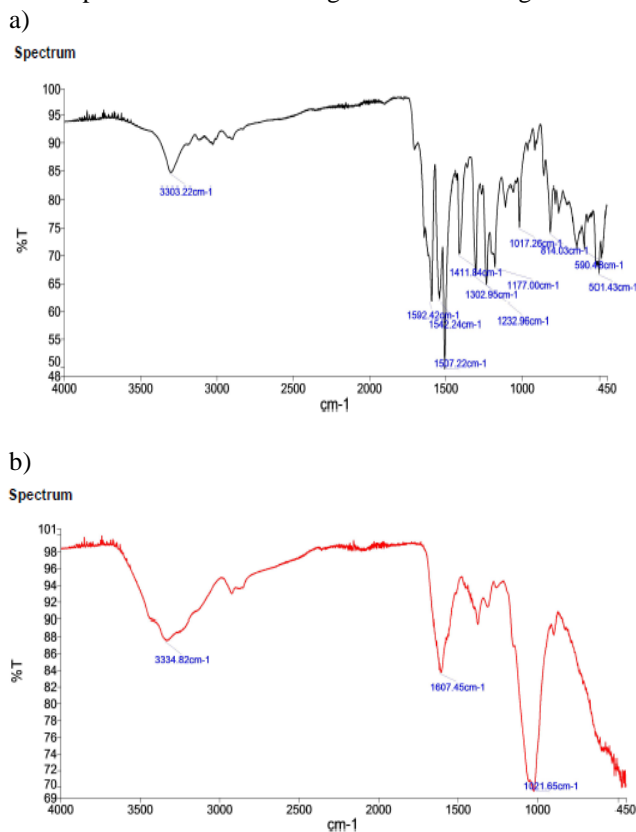 a)
Spectrum
100
95
90
85
80
75
70
65
60
55
50
48
%T
3303.22cm-1
1592.42cm-1
1542.24cm-1
1507.22cm-1
1411.84cm-1
1302.95cm-1
1232.96cm-1
1177.00cm-1
1017.26cm-1
814.03cm-1
501.43cm-1
4000 3500 3000 2500 2000 1500 1000 450
cm-1
b)
Spectrum
101
98
96
94
92
90
88
86
84
82
80
78
76
74
72
70
69
%T
3334.82cm-1
1607.45cm-1
1021.65cm-1
4000 3500 3000 2500 2000 1500 1000 450
cm-1